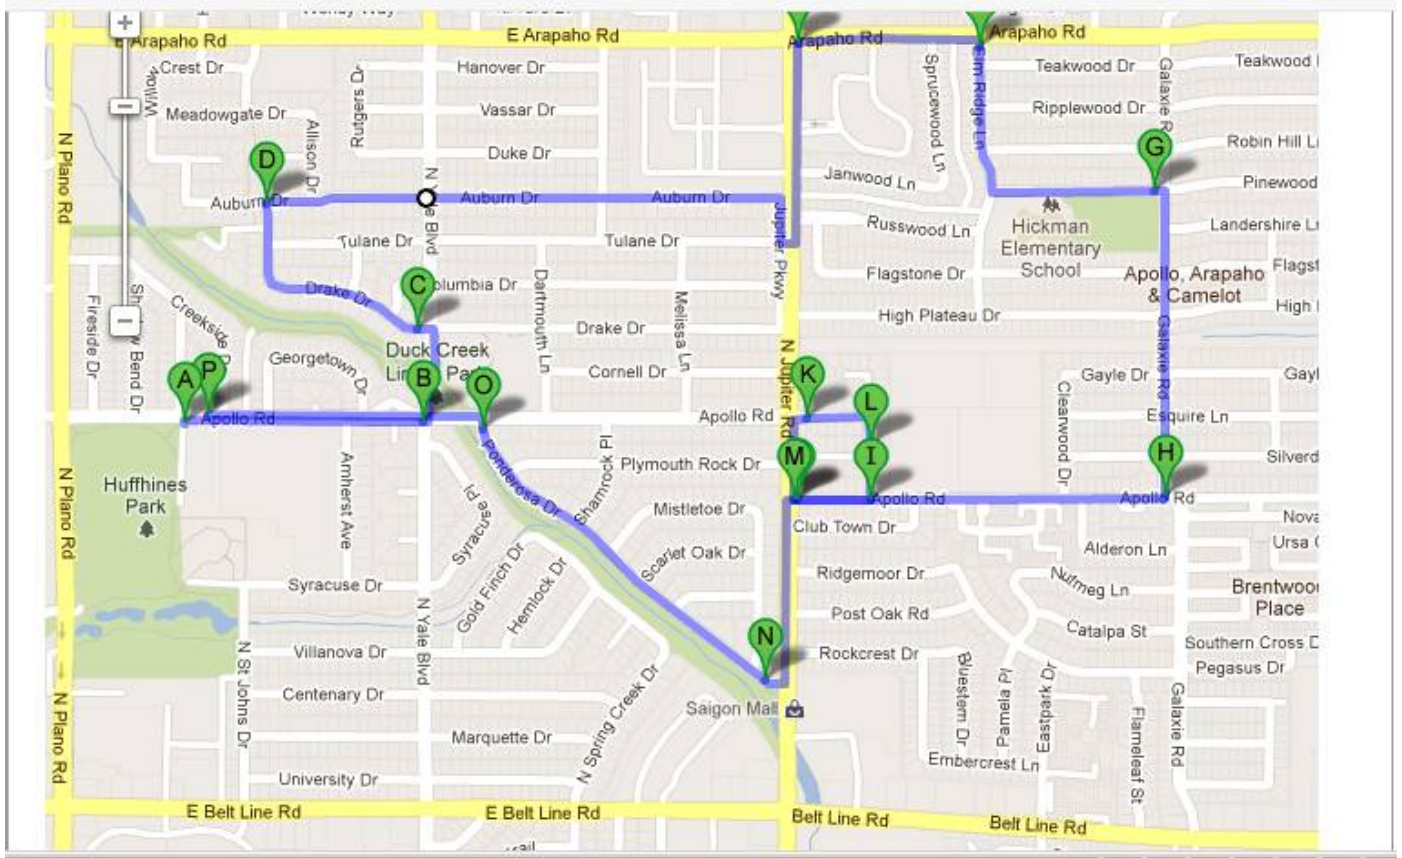 E Arapaho Rd
E Arapaho Rd
Arapaho Rd
Arapaho Rd
Crest Dr
Hanover Dr
Teakwood Dr
Teakwood
Meadowgate Dr
Vassar Dr
Ripplewood Dr
Rutgers Dr
Sprucewood Ln
Elm Ridge Ln
Galaxie R
Allison Dr
Duke Dr
Robin Hill L
N Plano Rd
D
G
Janwood Ln
Pinewood
Auburn Dr
Auburn Dr
Auburn Dr
Russwood Ln
Landershire Ln
Hickman
Elementary
School
Tulane Dr
Tulane Dr
Jupiter Pkwy
Flagstone Dr
Flagst
Apollo, Arapaho
& Camelot
C
Drake Dr
Dartmouth Ln
Melissa Ln
High Plateau Dr
High
Fireside Dr
Drake Dr
Duck Creek
Georgetown Dr
Cornell Dr
N Jupiter Rd
Galaxie Rd
Gayle Dr
Gayl
A
P
B
O
K
L
Clearwood Dr
Apollo Rd
Apollo Rd
Esquire Ln
M
I
H
N Plano Rd
Huffhines
Park
Amherst Ave
Ponderosa Dr
Shamrock Pl
Plymouth Rock Dr
Silverd
Syracuse Pl
Mistletoe Dr
Apollo Rd
Apollo Rd
Club Town Dr
Nova
Scarlet Oak Dr
Alderon Ln
Ursa
Syracuse Dr
Gold Finch Dr
Hemlock Dr
Ridgemoor Dr
Nutmeg Ln
Brentwoo
Place
Post Oak Rd
Catalpa St
N Yale Blvd
N
Villanova Dr
Rockcrest Dr
Southern Cross D
Pegasus Dr
N St Johns Dr
Centenary Dr
N Spring Creek Dr
Saigon Mall
Bluestem Dr
Pamela Pl
Eastpark Dr
Flameleaf St
Galaxie Rd
N Plano Rd
Marquette Dr
Embercrest Ln
University Dr
E Belt Line Rd
E Belt Line Rd
Belt Line Rd
Belt Line Rd